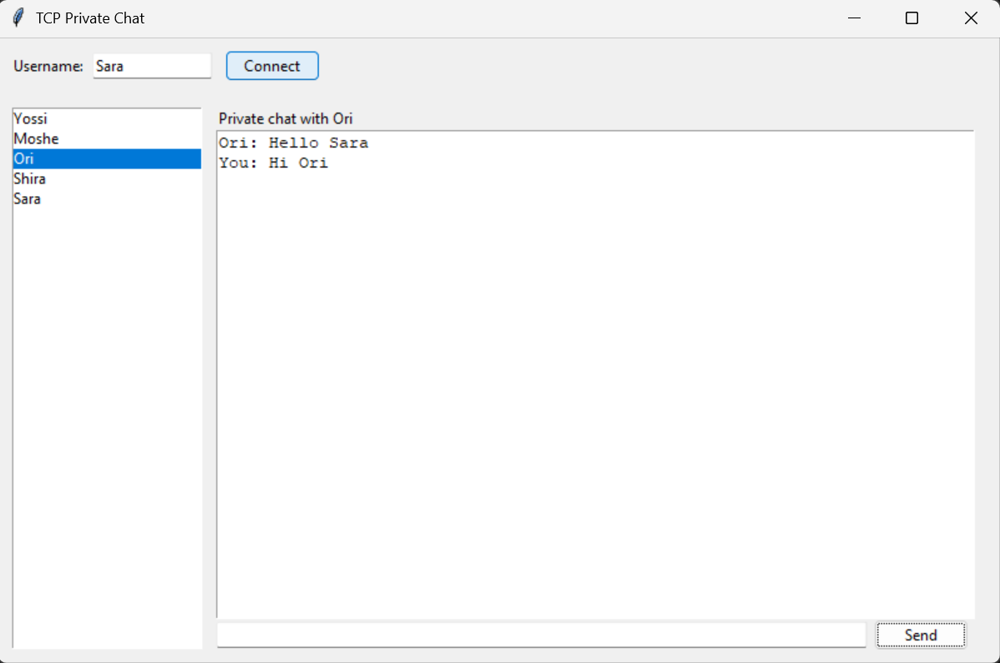 TCP Private Chat
Username: Sara Connect
Yossi
Moshe
Ori
Shira
Sara
Private chat with Ori
Ori: Hello Sara
You: Hi Ori
Send